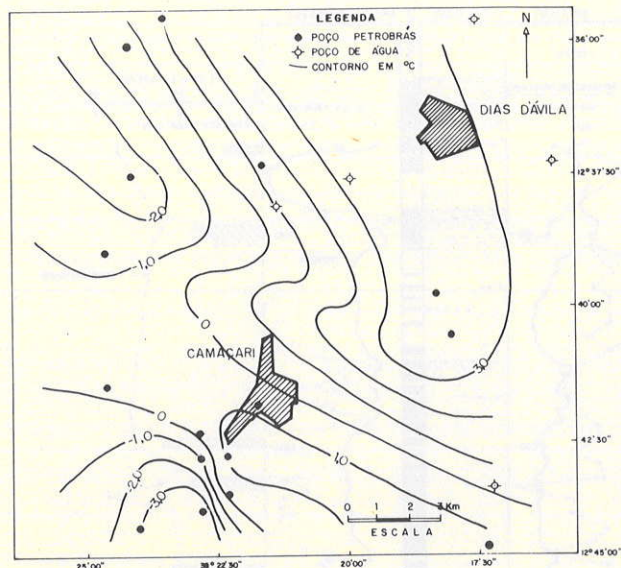 LEGENDA
POÇO PETROBRÁS
POÇO DE ÁGUA
CONTORNO EM ºC
N
36'00"
DIAS DÁVILA
12º37'30"
-2,0
-1,0
40'00"
0
CAMAÇARI
3,0
0
-1,0
42'30"
1,0
-2,0
-3,0
0 1 2 3 Km
ESCALA
12º45'00"
25'00"
38º22'30"
20'00"
17'30"